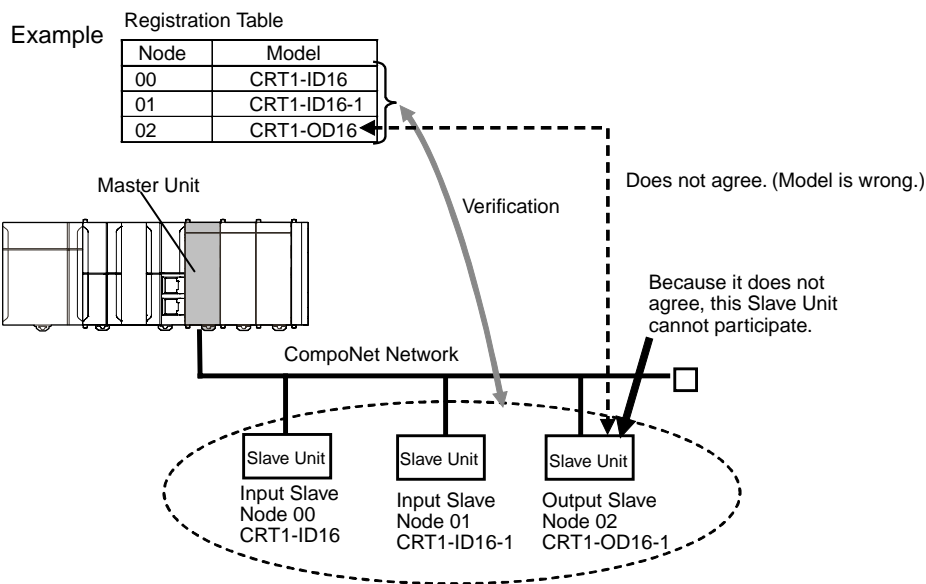 Example
Registration Table
Node Model
00 CRT1-ID16
01 CRT1-ID16-1
02 CRT1-OD16
Master Unit
Verification
Does not agree. (Model is wrong.)
Because it does not
agree, this Slave Unit
cannot participate.
CompoNet Network
Slave Unit
Input Slave
Node 00
CRT1-ID16
Slave Unit
Input Slave
Node 01
CRT1-ID16-1
Slave Unit
Output Slave
Node 02
CRT1-OD16-1